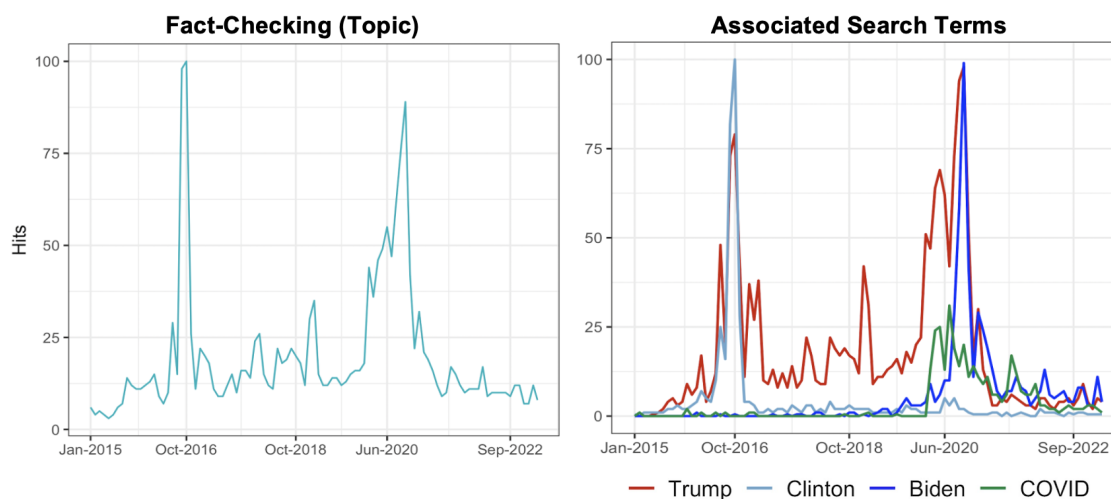 Fact-Checking (Topic)
Hits
100
75
50
25
0
Jan-2015 Oct-2016 Oct-2018 Jun-2020 Sep-2022
Associated Search Terms
100
75
50
25
0
Jan-2015 Oct-2016 Oct-2018 Jun-2020 Sep-2022
Trump Clinton Biden COVID